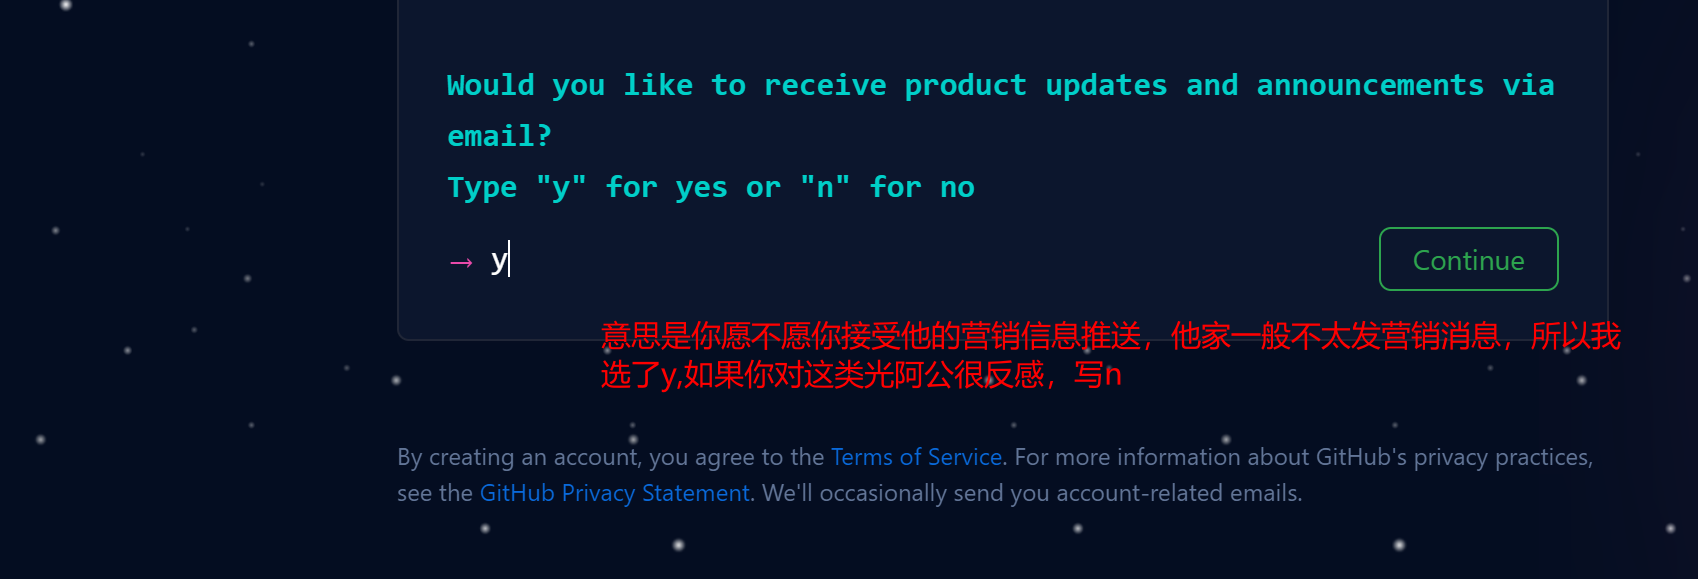 Would you like to receive product updates and announcements via
email?
Type "y" for yes or "n" for no
→ y
Continue
意思是你愿不愿你接受他的营销信息推送，他家一般不太发营销消息，所以我
选了y,如果你对这类光阿公很反感，写n
By creating an account, you agree to the Terms of Service. For more information about GitHub's privacy practices,
see the GitHub Privacy Statement. We'll occasionally send you account-related emails.